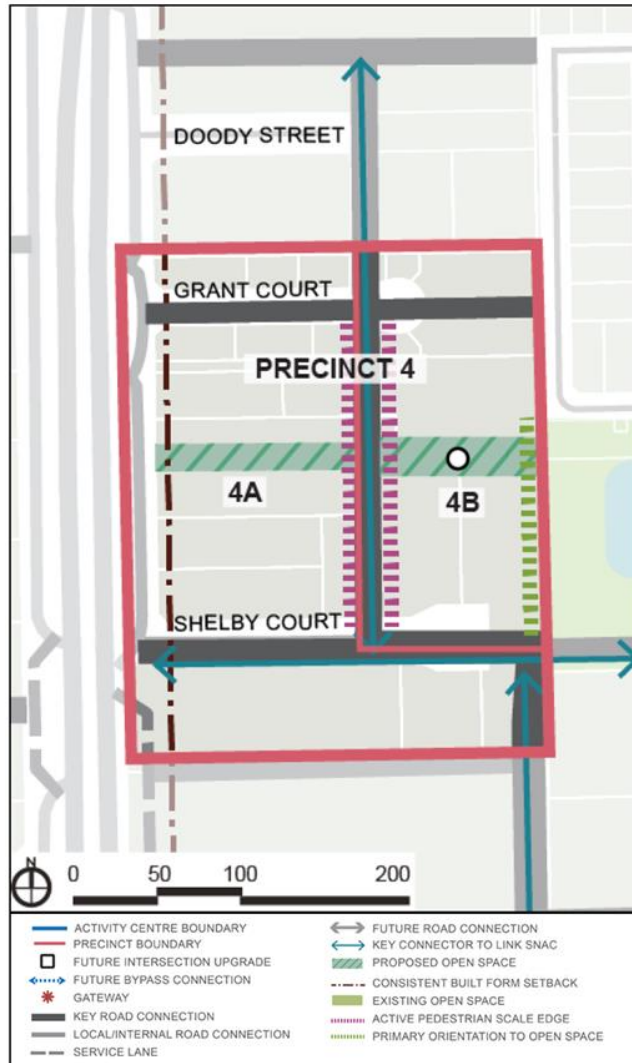 DOODY STREET
GRANT COURT
PRECINCT 4
4A
4B
SHELBY COURT
N
0 50 100 200
ACTIVITY CENTRE BOUNDARY
PRECINCT BOUNDARY
FUTURE INTERSECTION UPGRADE
FUTURE BYPASS CONNECTION
GATEWAY
KEY ROAD CONNECTION
LOCAL/INTERNAL ROAD CONNECTION
SERVICE LANE
FUTURE ROAD CONNECTION
KEY CONNECTOR TO LINK SNAC
PROPOSED OPEN SPACE
CONSISTENT BUILT FORM SETBACK
EXISTING OPEN SPACE
ACTIVE PEDESTRIAN SCALE EDGE
PRIMARY ORIENTATION TO OPEN SPACE